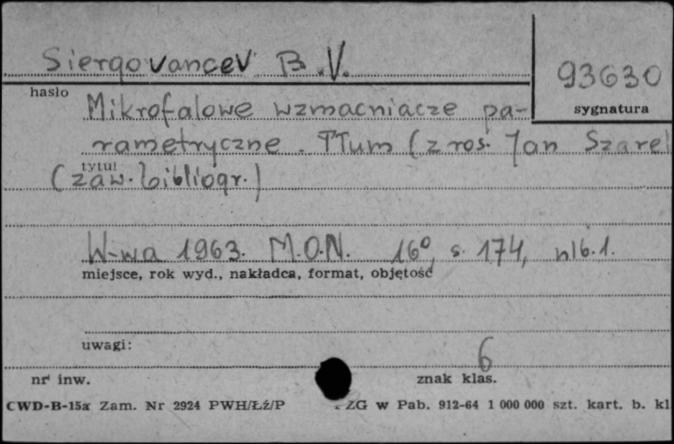 Siergovancev B.V.
93630
hasło
sygnatura
Mikrofalowe wzmacniacze pa-
rametryczne. Tłum (z ros. Jan Szarel
tytuł
(zaw. bibliogr.)
W-wa 1963. M.O.N. 16°, s. 174, nlb.1.
miejsce, rok wyd., nakładca, format, objętość
uwagi:
6
nr inw.
znak klas.
CWD-B-15a Zam. Nr 2924 PWH/Łź/P ZG w Pab. 912-64 1 000 000 szt. kart. b. kl